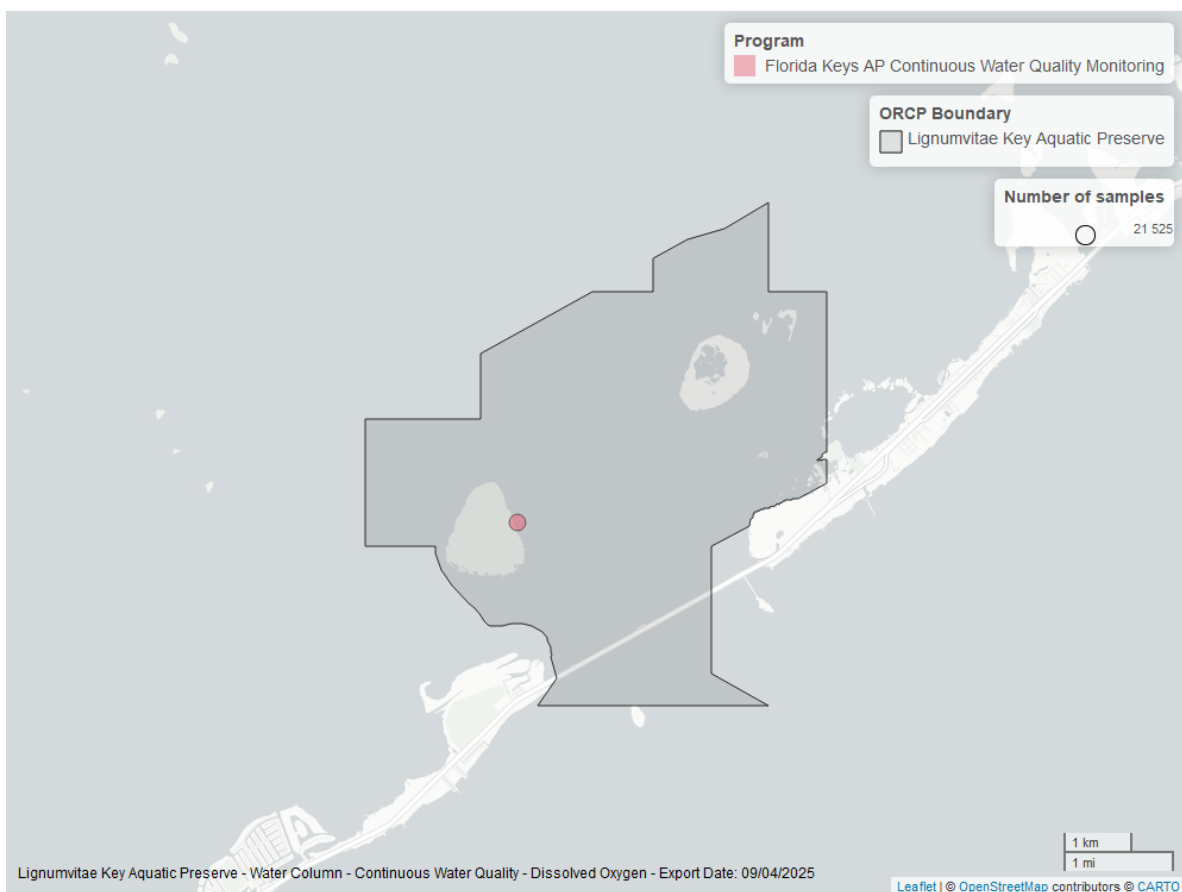 Program
Florida Keys AP Continuous Water Quality Monitoring
ORCP Boundary
Lignumvitae Key Aquatic Preserve
Number of samples
21 525
1 km
1 mi
Lignumvitae Key Aquatic Preserve - Water Column - Continuous Water Quality - Dissolved Oxygen - Export Date: 09/04/2025
Leaflet | © OpenStreetMap contributors © CARTO